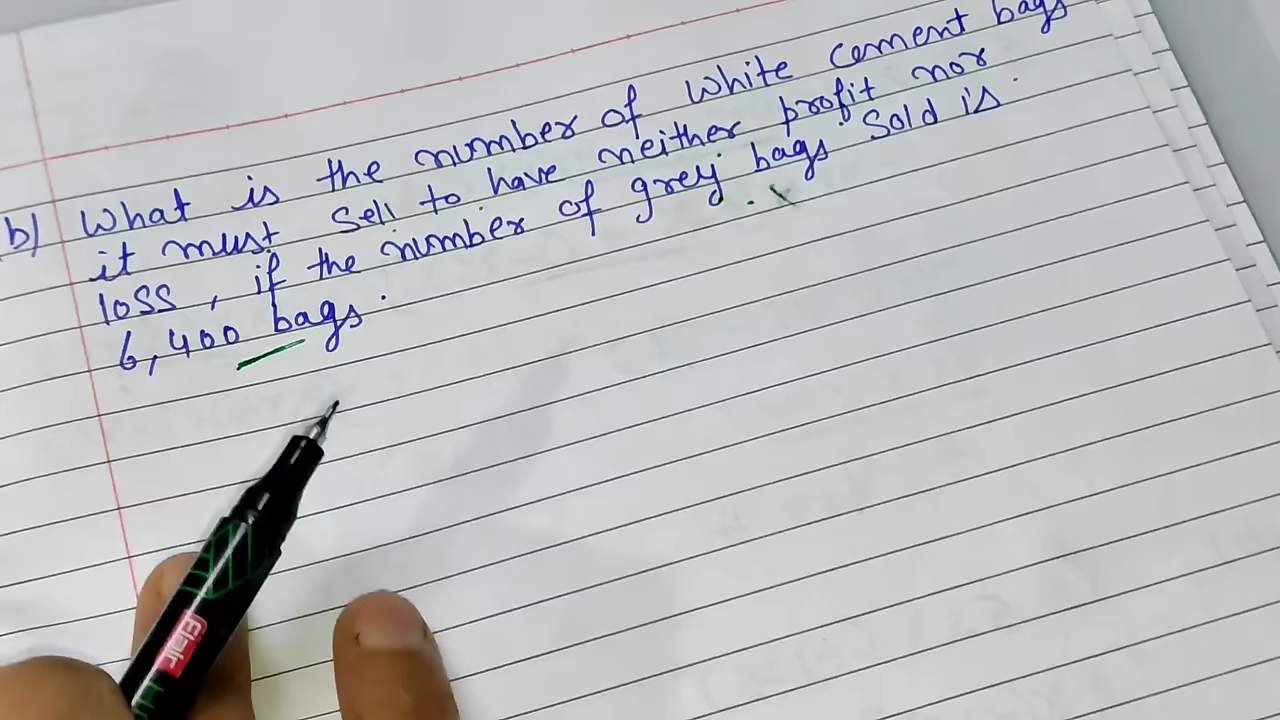 b) What is the number of White cement bags
it must sell to have neither profit nor
loss, if the number of grey bags sold is
6,400 bags.
Flair